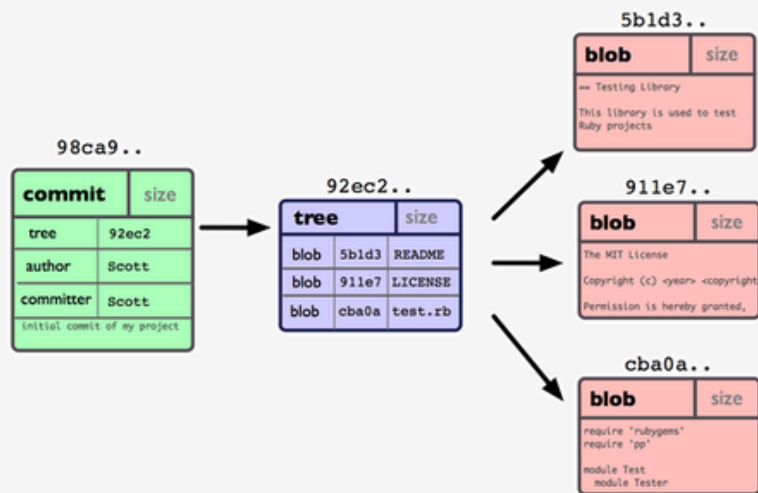 98ca9..
commit size
tree 92ec2
author Scott
committer Scott
initial commit of my project
92ec2..
tree size
blob 5b1d3 README
blob 911e7 LICENSE
blob cba0a test.rb
5b1d3..
blob size
== Testing Library
This library is used to test
Ruby projects
911e7..
blob size
The MIT License
Copyright (c) <year> <copyright
Permission is hereby granted,
cba0a..
blob size
require 'rubygems'
require 'pp'
module Test
module Tester